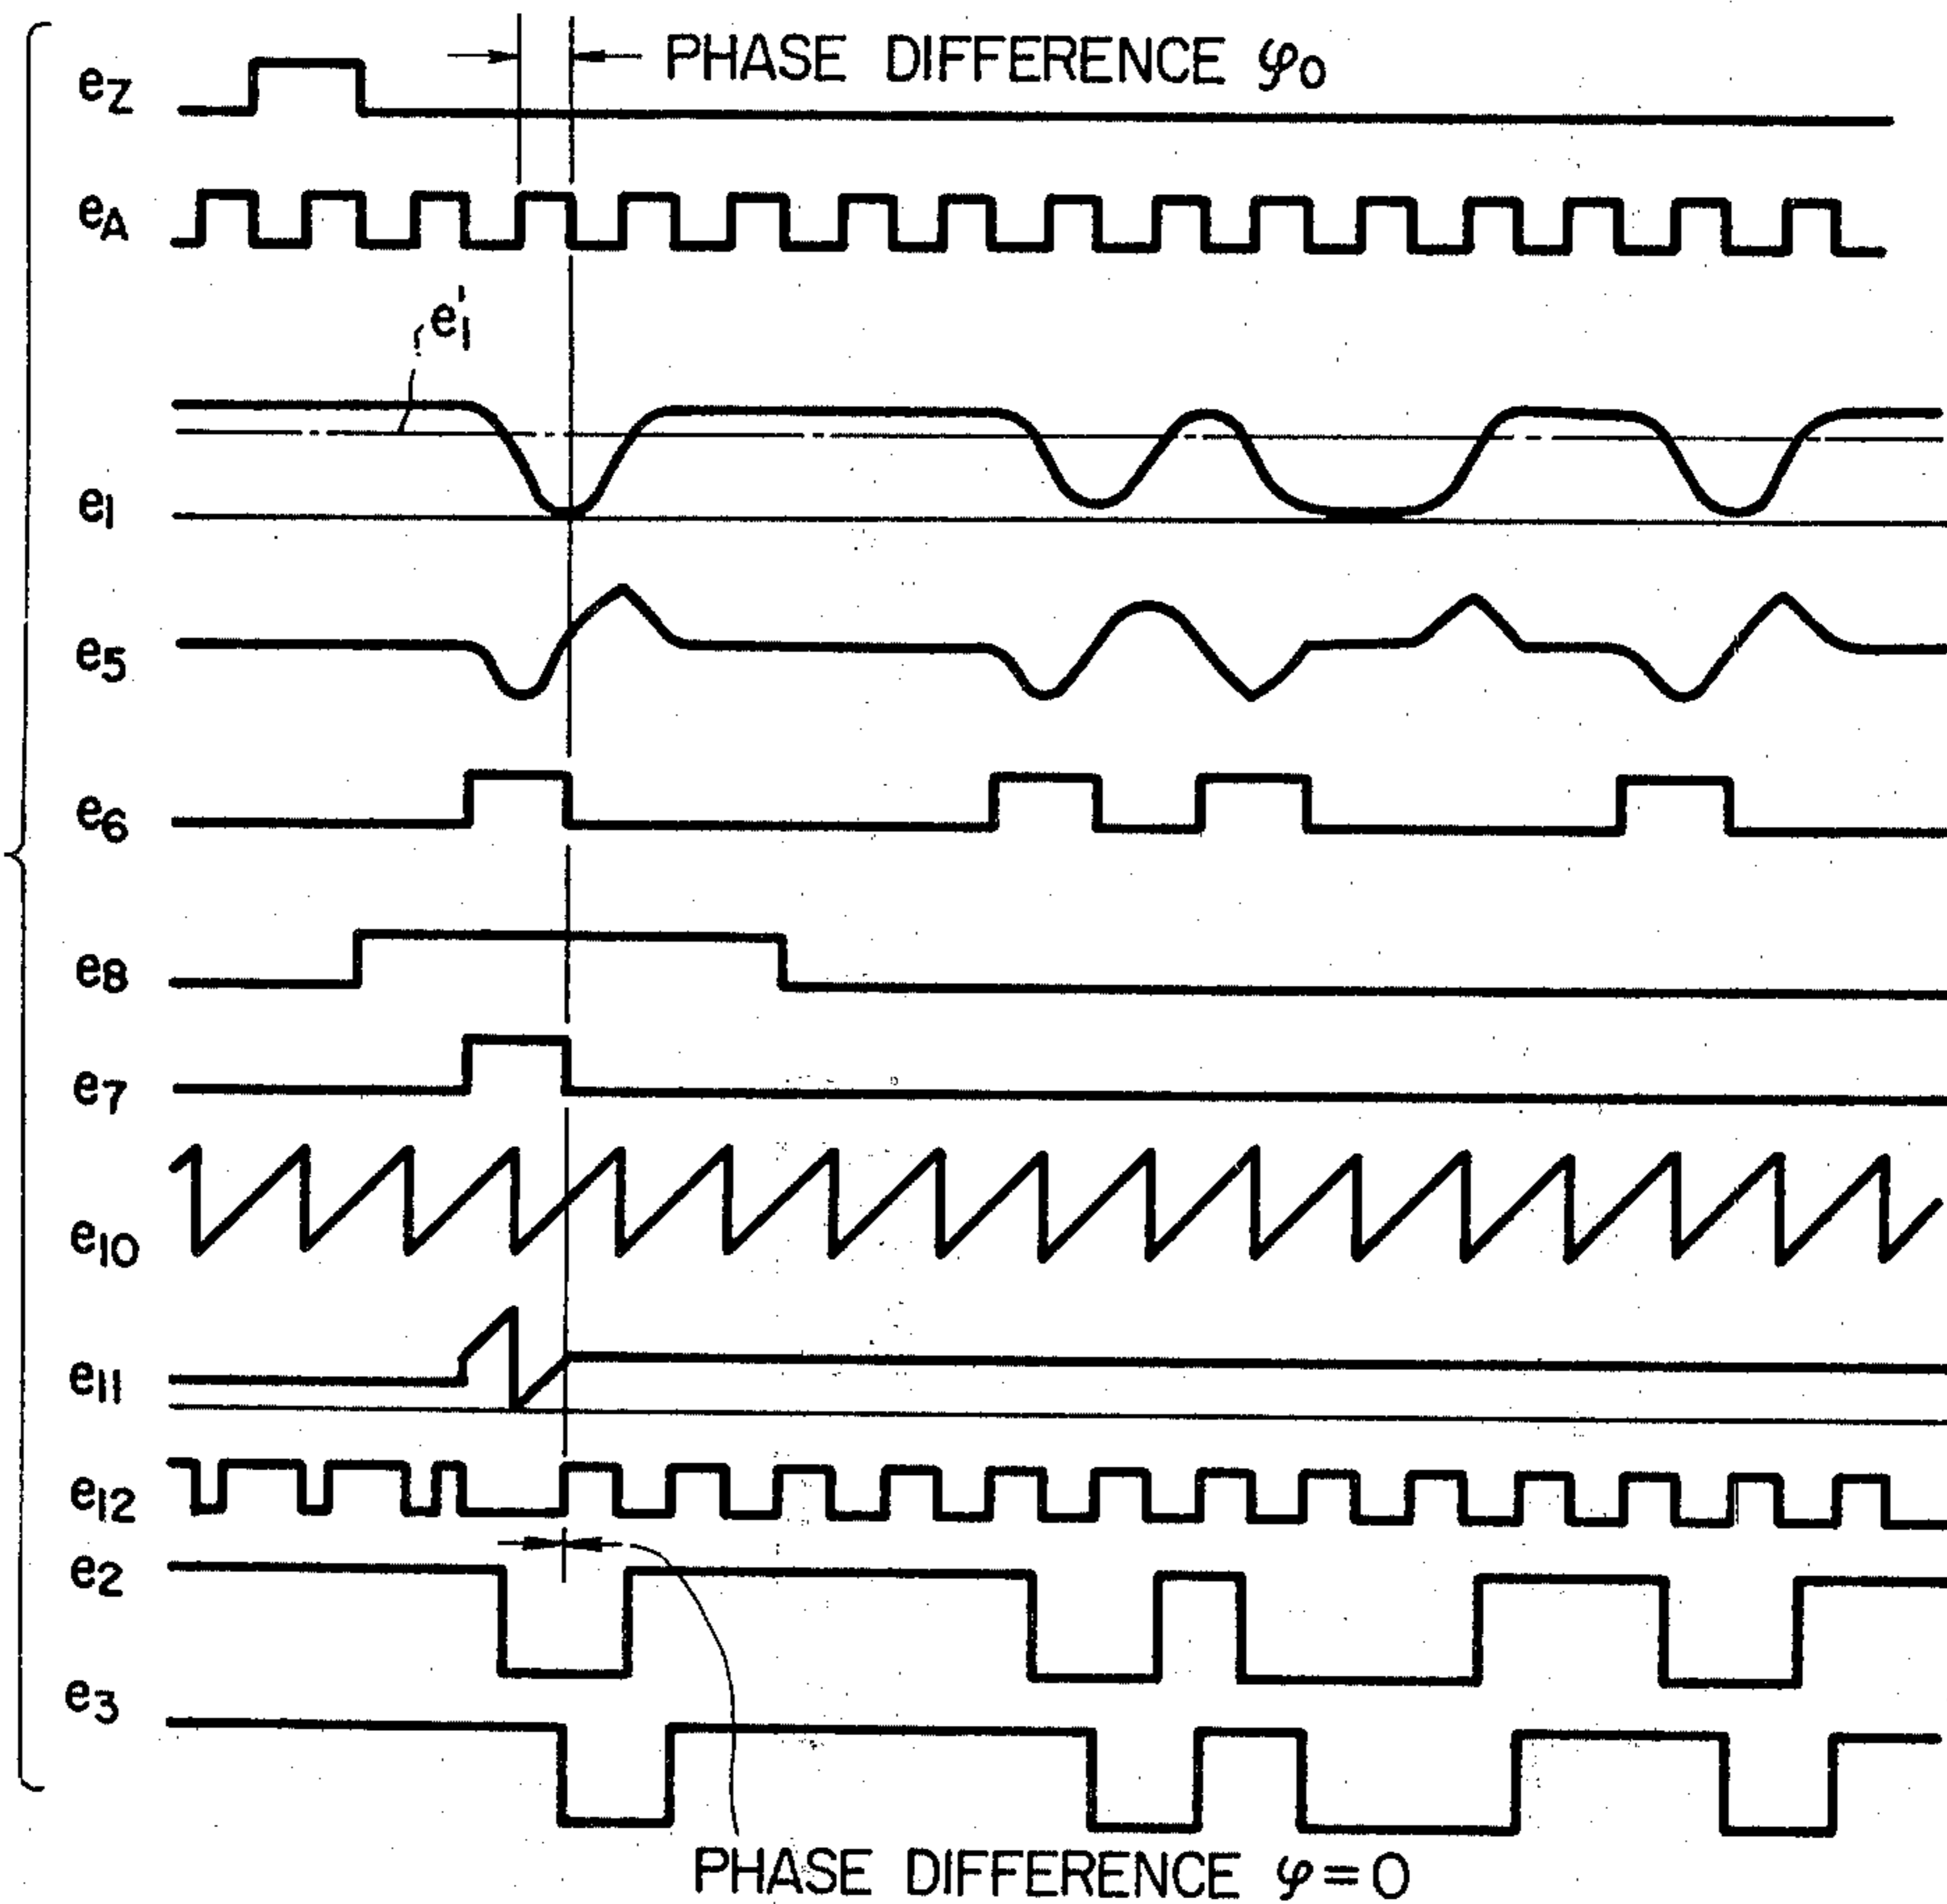 PHASE DIFFERENCE φ0
eZ
eA
e'1
e1
e5
e6
e8
e7
e10
e11
e12
e2
e3
PHASE DIFFERENCE φ=0